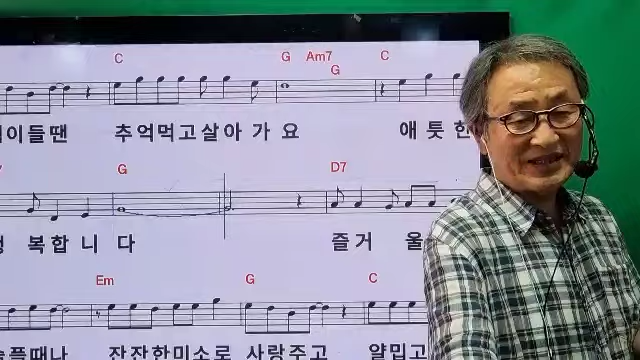 C G Am7 G C
이들땐 추억먹고살아 가 요 애 틋 한
G D7
복합 니 다 즐거 울
Em G C
슬플때나 잔잔한미소로 사랑주고 얄밉고